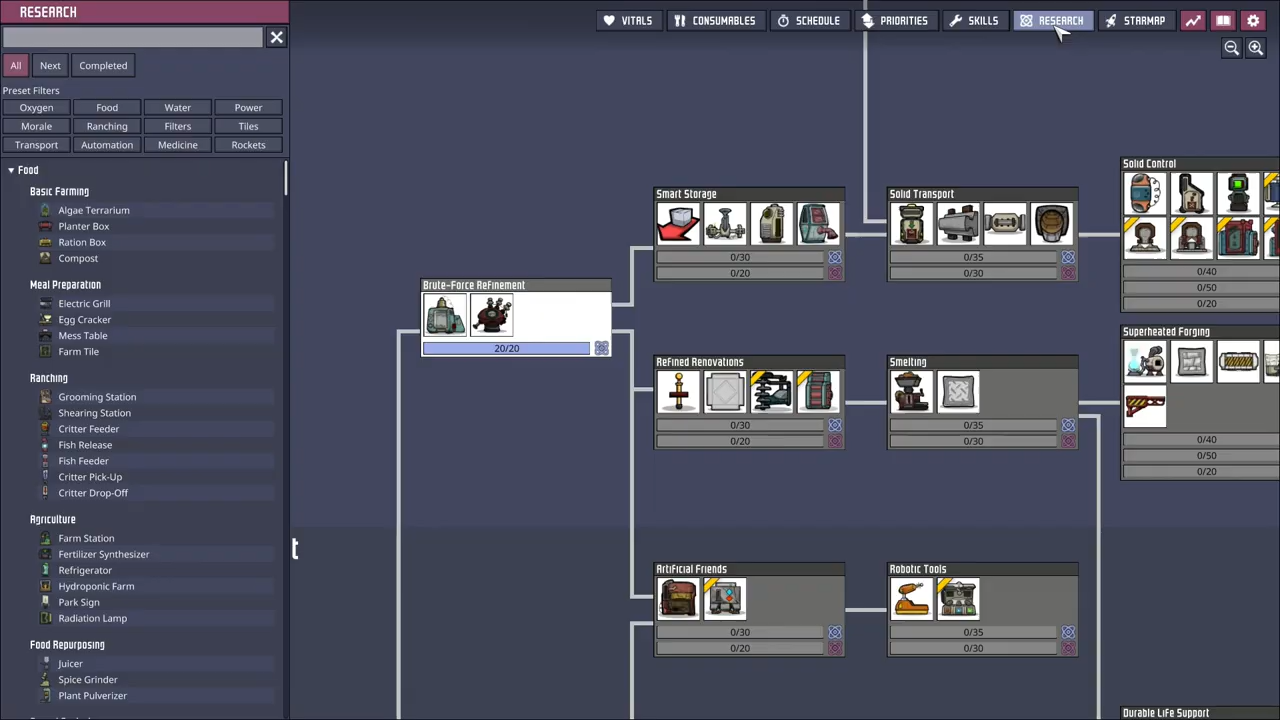 RESEARCH
VITALS
CONSUMABLES
SCHEDULE
PRIORITIES
SKILLS
RESEARCH
STARMAP
All
Next
Completed
Preset Filters
Oxygen
Food
Water
Power
Morale
Ranching
Filters
Tiles
Transport
Automation
Medicine
Rockets
Food
Basic Farming
Algae Terrarium
Planter Box
Ration Box
Compost
Meal Preparation
Electric Grill
Egg Cracker
Mess Table
Farm Tile
Ranching
Grooming Station
Shearing Station
Critter Feeder
Fish Release
Fish Feeder
Critter Pick-Up
Critter Drop-Off
Agriculture
Farm Station
Fertilizer Synthesizer
Refrigerator
Hydroponic Farm
Park Sign
Radiation Lamp
Food Repurposing
Juicer
Spice Grinder
Plant Pulverizer
Brute-Force Refinement
20/20
Smart Storage
0/30
0/20
Solid Transport
0/35
0/30
Solid Control
0/40
0/50
0/20
Refined Renovations
0/30
0/20
Smelting
0/35
0/30
Superheated Forging
0/40
0/50
0/20
t
Artificial Friends
0/30
0/20
Robotic Tools
0/35
0/30
Durable Life Support